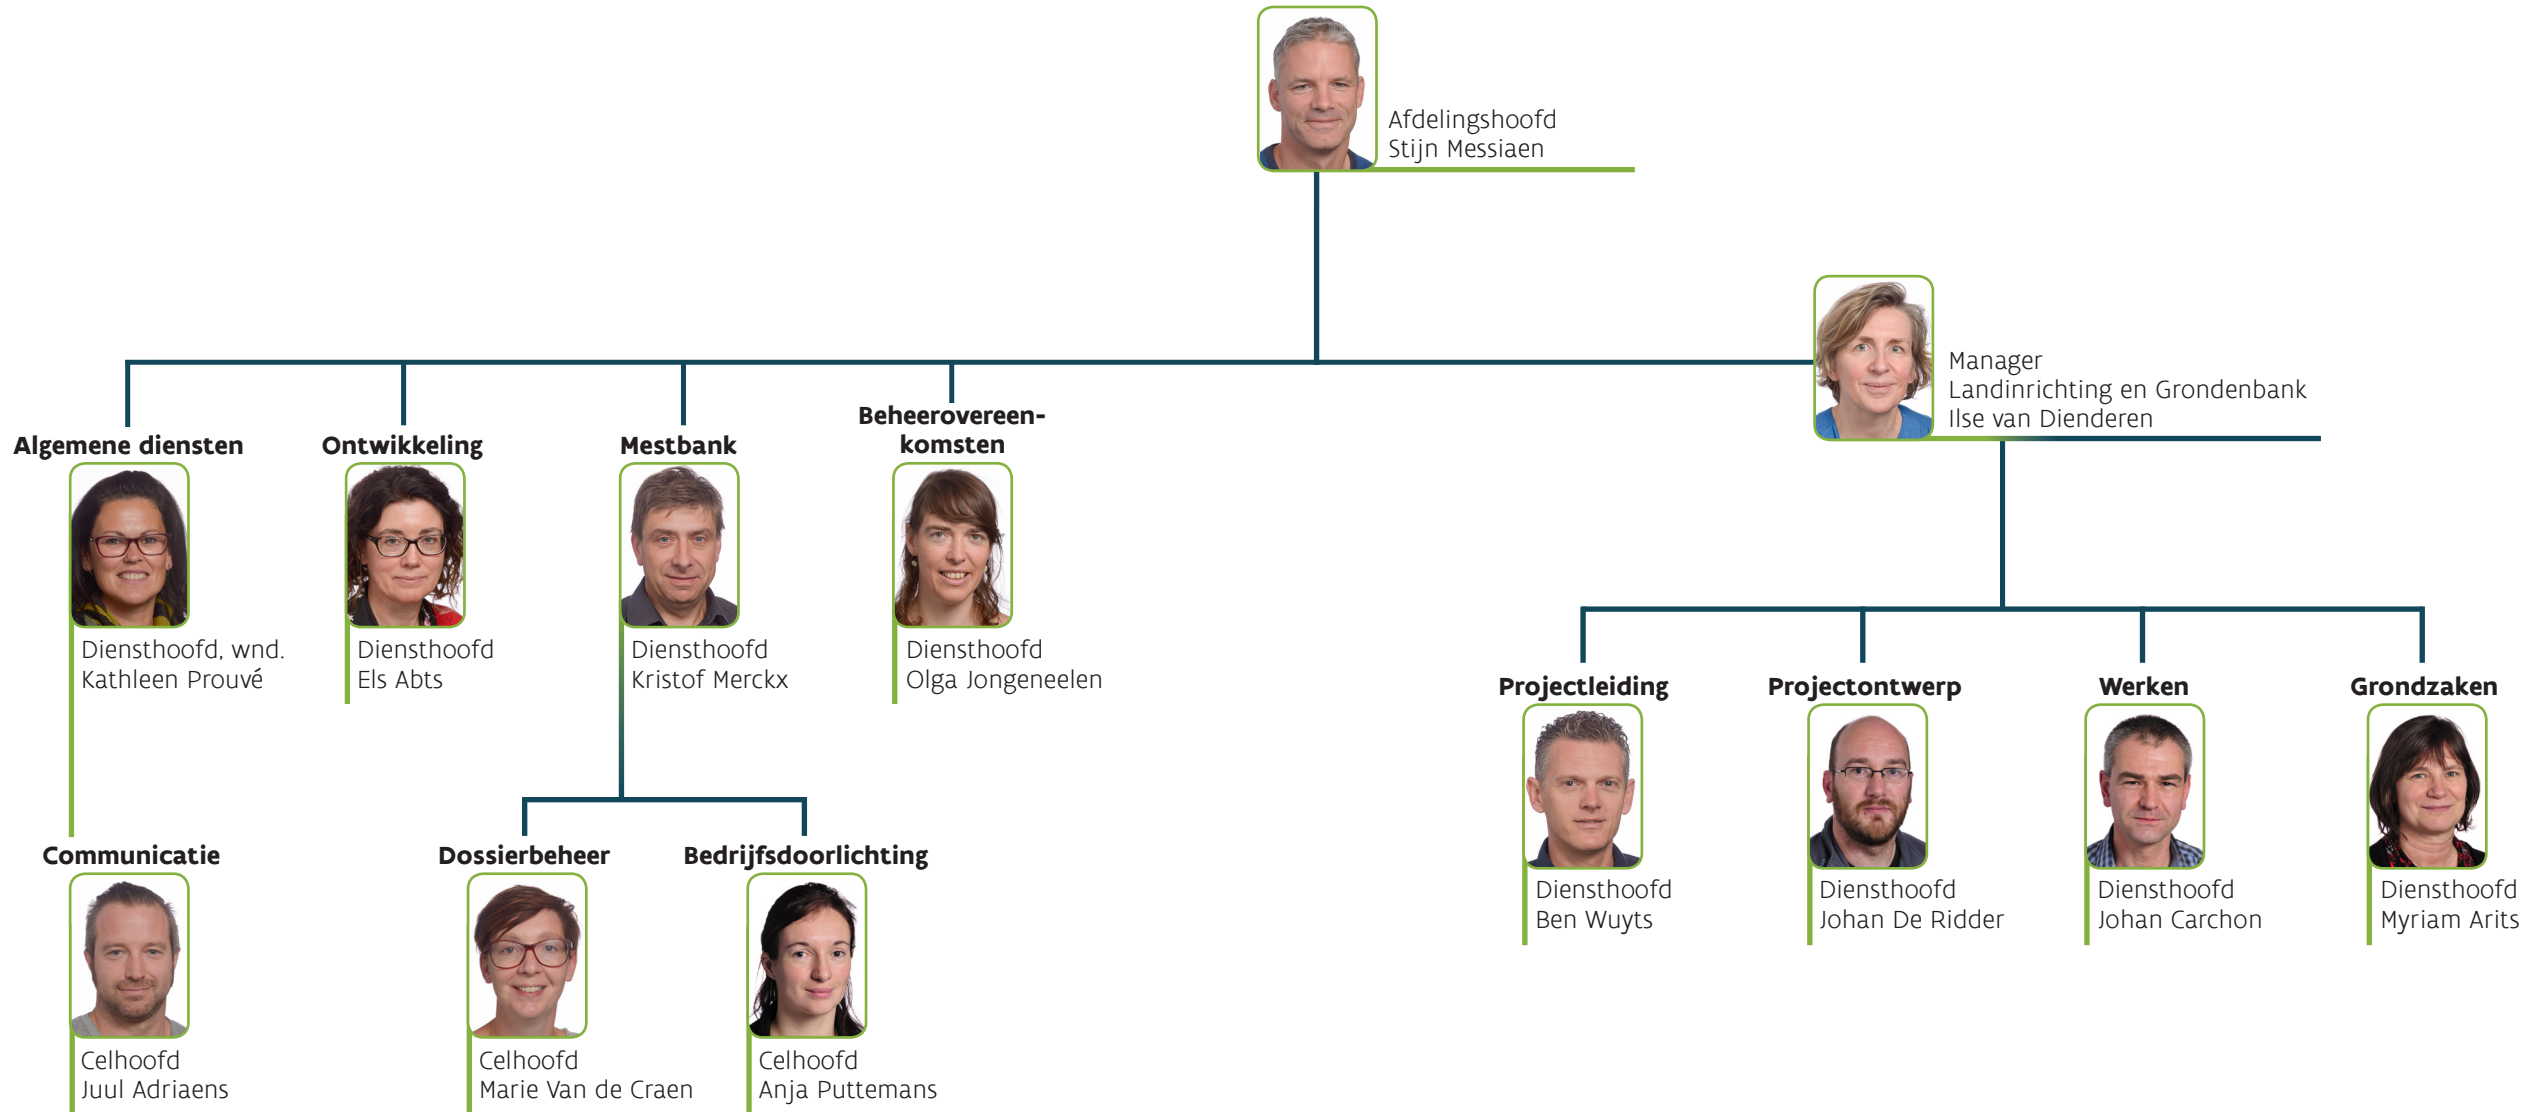 Afdelingshoofd
Stijn Messiaen
Manager
Landinrichting en Grondenbank
Ilse van Dienderen
Algemene diensten
Diensthoofd, wnd.
Kathleen Prouvé
Ontwikkeling
Diensthoofd
Els Abts
Mestbank
Diensthoofd
Kristof Merckx
Beheerovereen-
komsten
Diensthoofd
Olga Jongeneelen
Communicatie
Celhoofd
Juul Adriaens
Dossierbeheer
Celhoofd
Marie Van de Craen
Bedrijfsdoorlichting
Celhoofd
Anja Puttemans
Projectleiding
Diensthoofd
Ben Wuyts
Projectontwerp
Diensthoofd
Johan De Ridder
Werken
Diensthoofd
Johan Carchon
Grondzaken
Diensthoofd
Myriam Arits